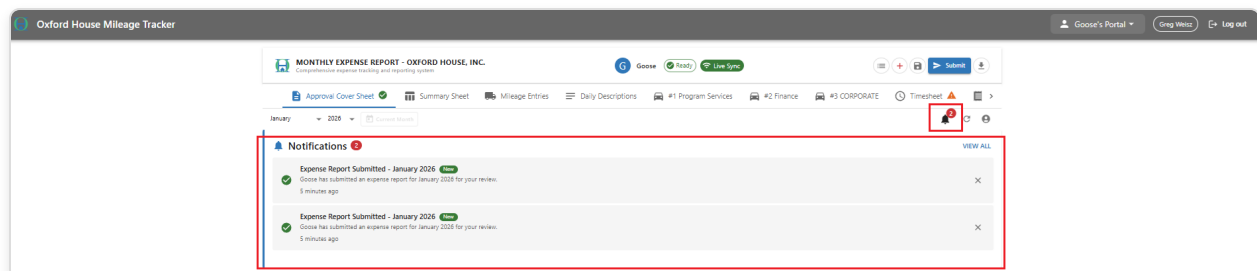 Oxford House Mileage Tracker
Goose's Portal
Greg Weisz
Log out
MONTHLY EXPENSE REPORT - OXFORD HOUSE, INC.
Comprehensive expense tracking and reporting system
G
Goose
Ready
Live Sync
Submit
Approval Cover Sheet
Summary Sheet
Mileage Entries
Daily Descriptions
#1 Program Services
#2 Finance
#3 CORPORATE
Timesheet
January
2026
Current Month
2
Notifications 2
VIEW ALL
Expense Report Submitted - January 2026 New
Goose has submitted an expense report for January 2026 for your review.
5 minutes ago
Expense Report Submitted - January 2026 New
Goose has submitted an expense report for January 2026 for your review.
5 minutes ago